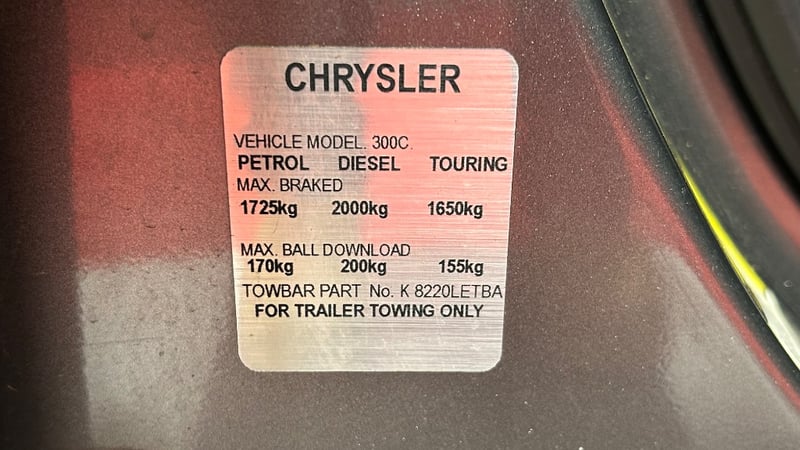 CHRYSLER
VEHICLE MODEL. 300C.
PETROL DIESEL TOURING
MAX. BRAKED
1725kg 2000kg 1650kg
MAX. BALL DOWNLOAD
170kg 200kg 155kg
TOWBAR PART No. K 8220LETBA
FOR TRAILER TOWING ONLY